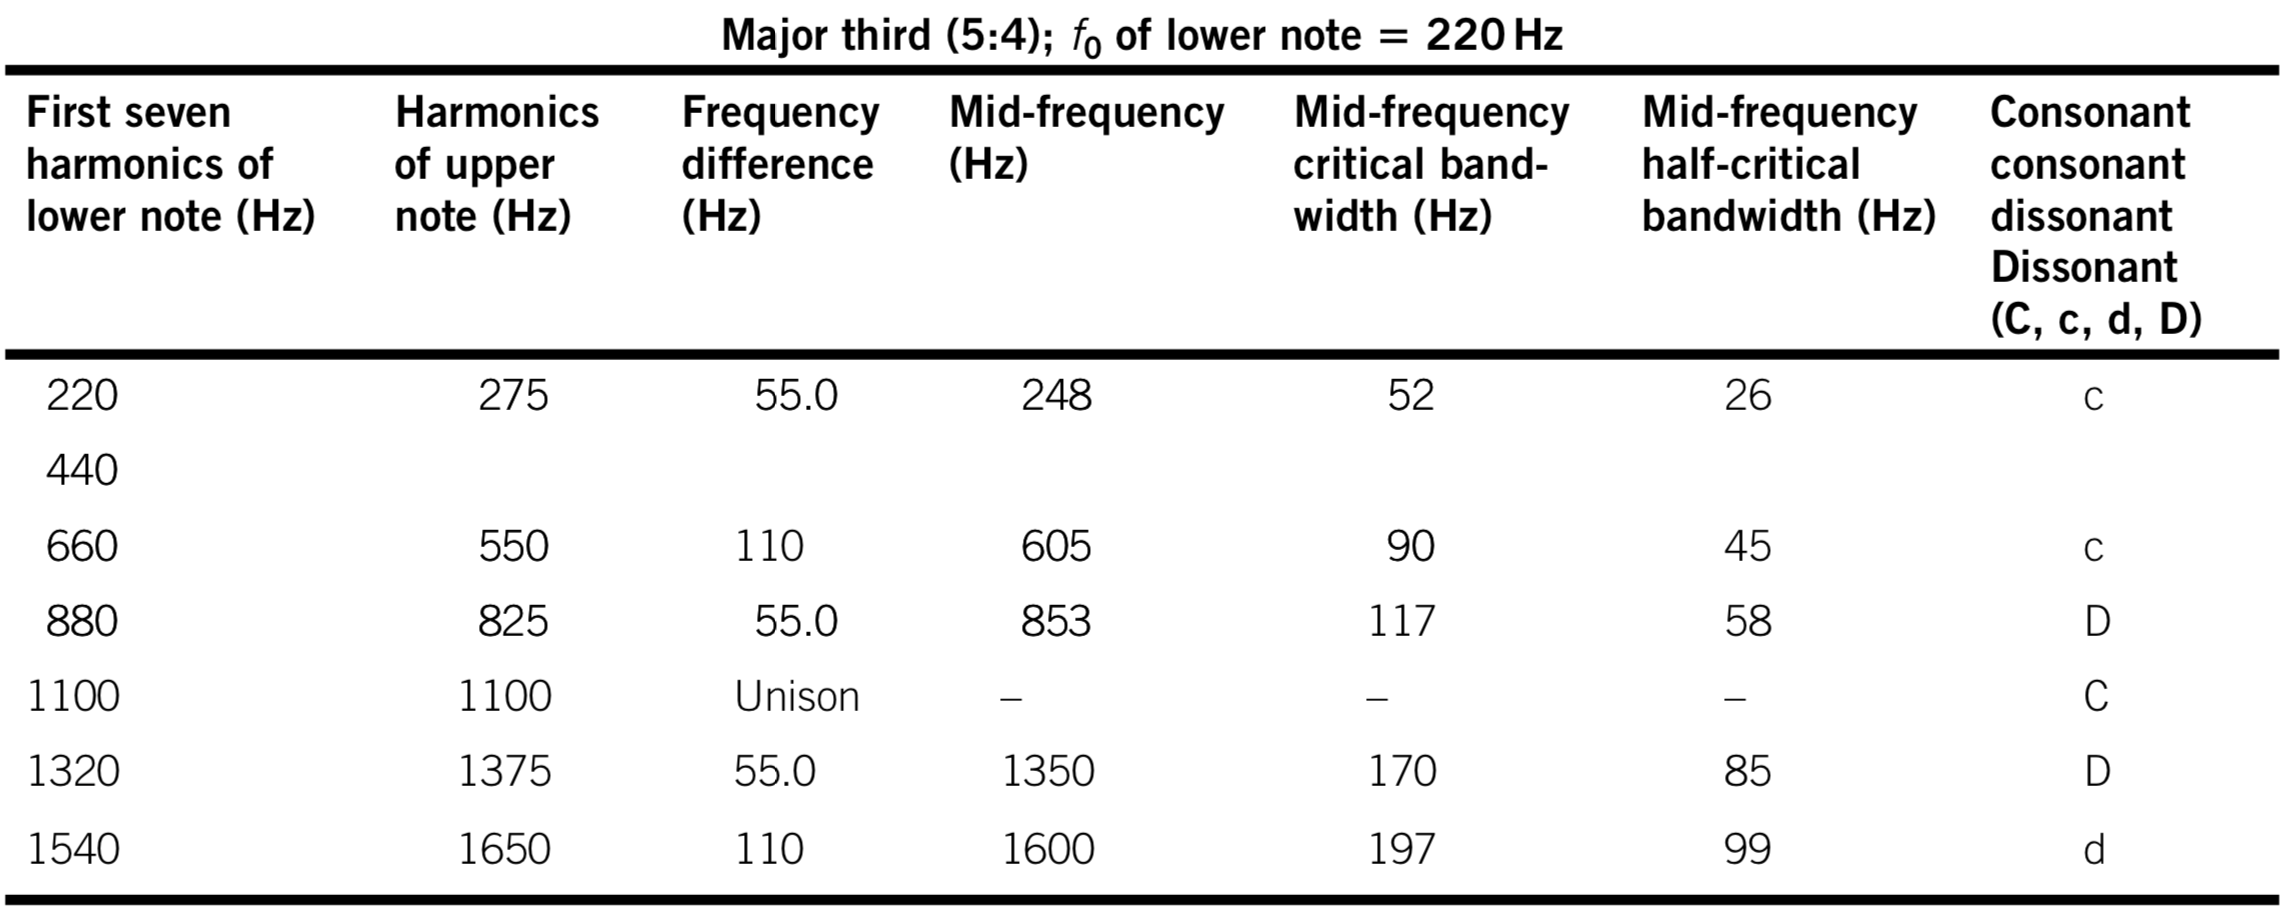 Major third (5:4); f0 of lower note = 220 Hz
First seven Harmonics Frequency Mid-frequency Mid-frequency Mid-frequency Consonant
harmonics of of upper difference (Hz) critical band- half-critical consonant
lower note (Hz) note (Hz) (Hz) width (Hz) bandwidth (Hz) dissonant
Dissonant
(C, c, d, D)
220 275 55.0 248 52 26 c
440
660 550 110 605 90 45 c
880 825 55.0 853 117 58 D
1100 1100 Unison – – – C
1320 1375 55.0 1350 170 85 D
1540 1650 110 1600 197 99 d